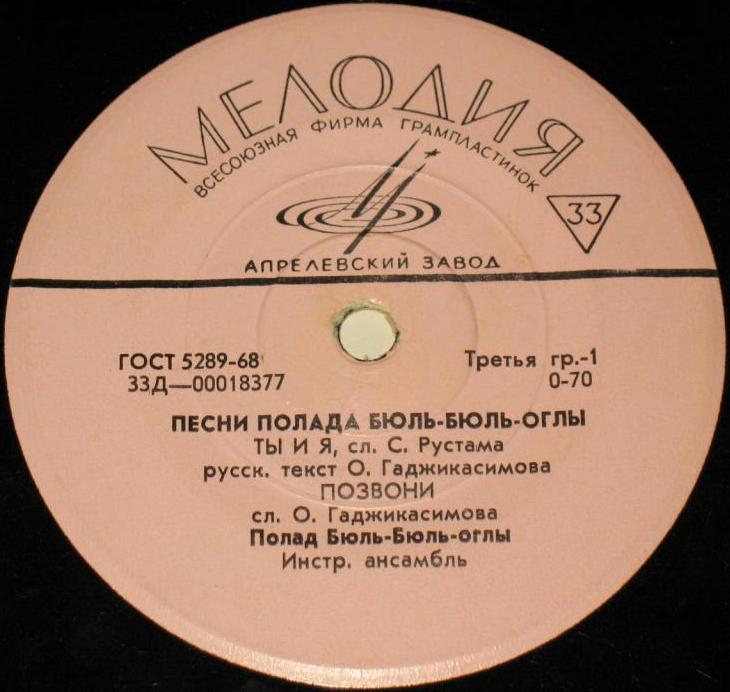 МЕЛОДИЯ
ВСЕСОЮЗНАЯ ФИРМА ГРАМПЛАСТИНОК
33
АПРЕЛЕВСКИЙ ЗАВОД
ГОСТ 5289-68 Третья гр.-1
33Д—00018377 0-70
ПЕСНИ ПОЛАДА БЮЛЬ-БЮЛЬ-ОГЛЫ
ТЫ И Я, сл. С. Рустама
русск. текст О. Гаджикасимова
ПОЗВОНИ
сл. О. Гаджикасимова
Полад Бюль-Бюль-оглы
Инстр. ансамбль